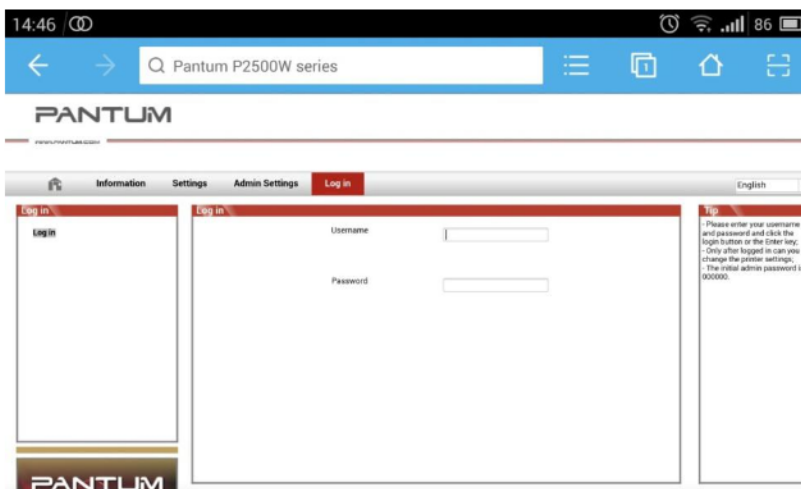 14:46
86
Pantum P2500W series
1
PANTUM
Information Settings Admin Settings Log in
English
Log in
Log in
Log in
Username
Password
Tip
- Please enter your username
and password and click the
login button or the Enter key;
- Only after logged in can you
change the printer settings;
- The initial admin password i
000000.
PANTUM